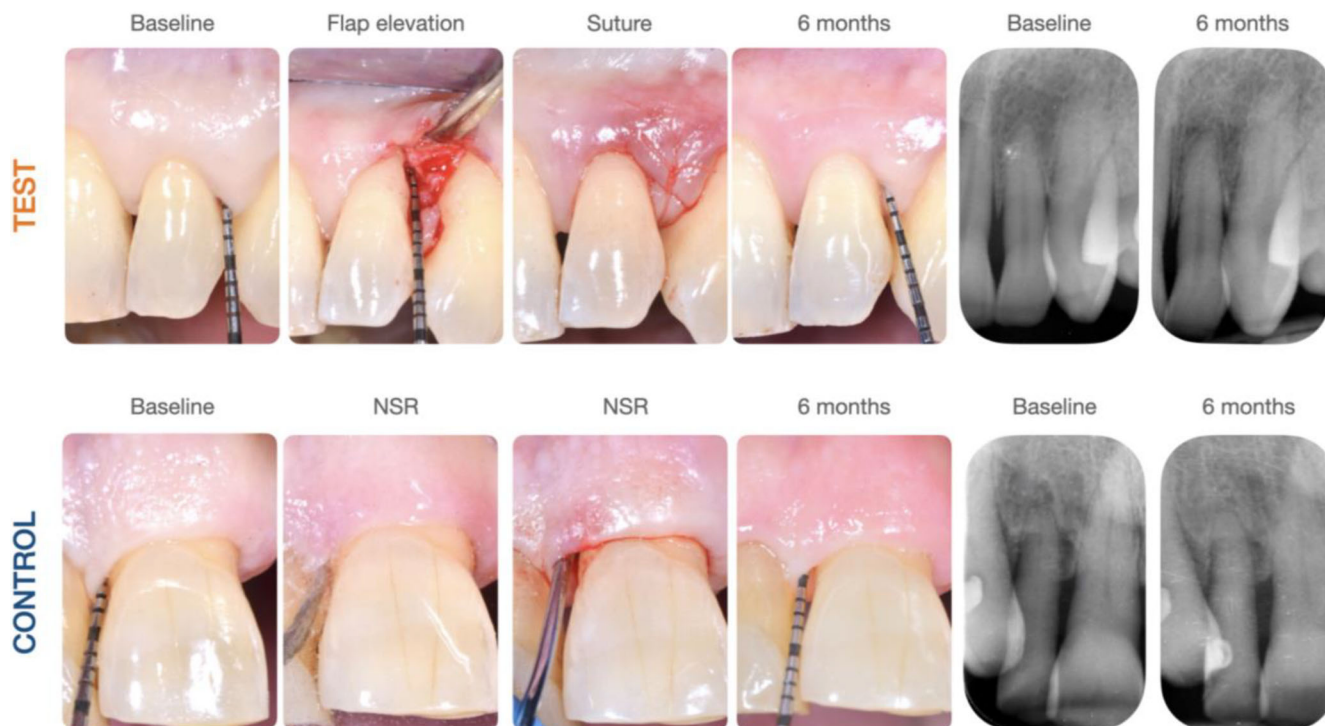 Baseline
Flap elevation
Suture
6 months
Baseline
6 months
TEST
Baseline
NSR
NSR
6 months
Baseline
6 months
CONTROL